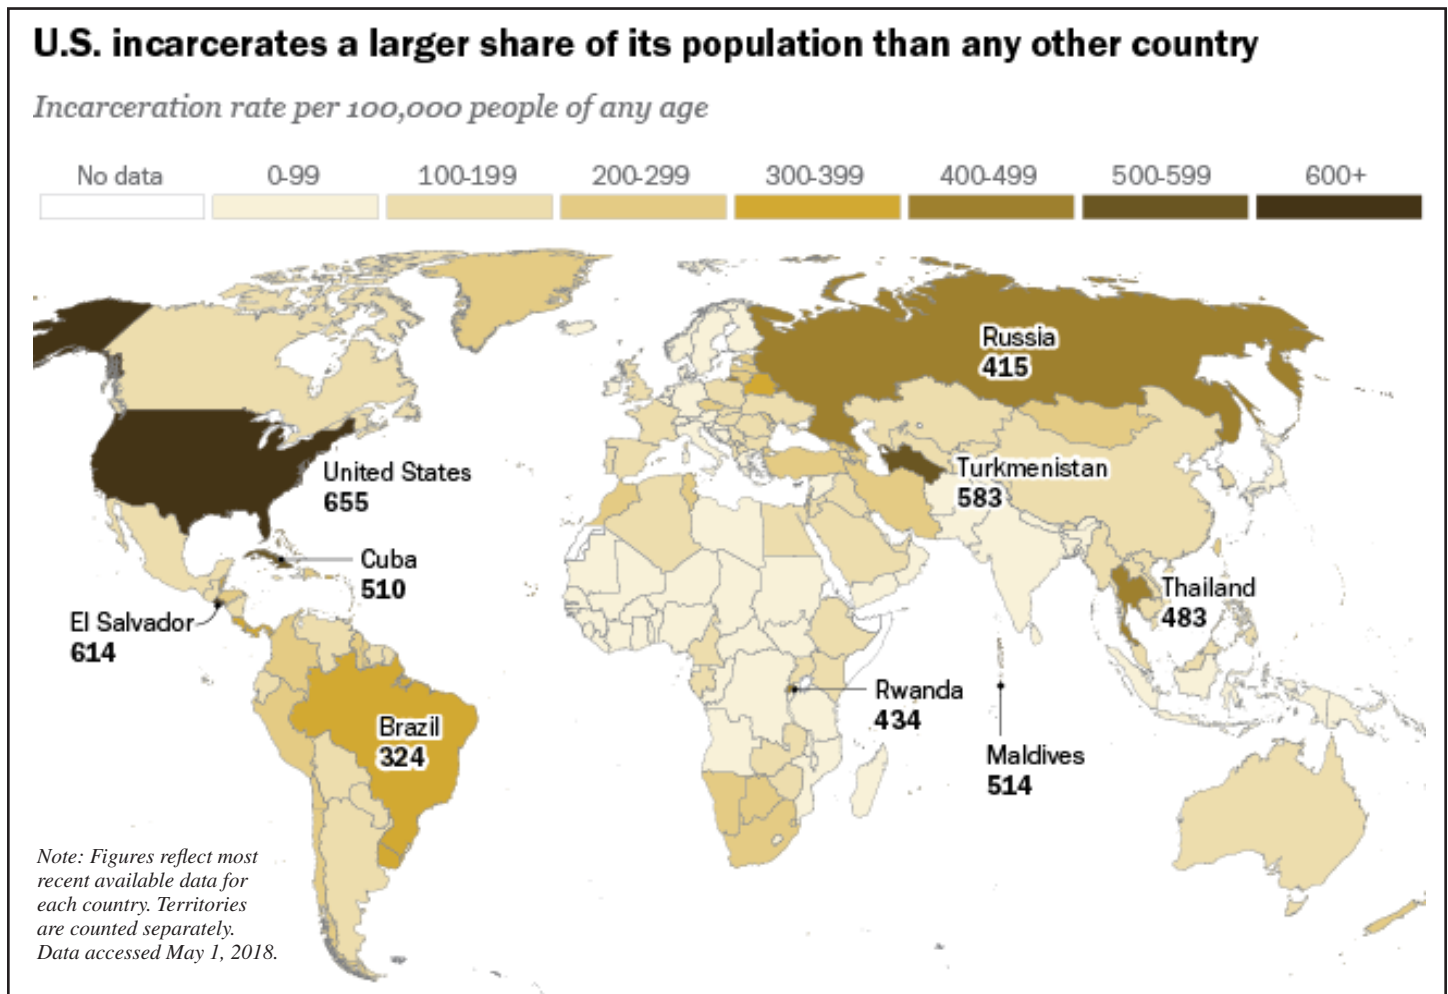 U.S. incarcerates a larger share of its population than any other country
Incarceration rate per 100,000 people of any age
No data 0-99 100-199 200-299 300-399 400-499 500-599 600+
Russia
415
United States
655
Turkmenistan
583
Cuba
510
Thailand
483
El Salvador
614
Rwanda
434
Brazil
324
Maldives
514
Note: Figures reflect most
recent available data for
each country. Territories
are counted separately.
Data accessed May 1, 2018.